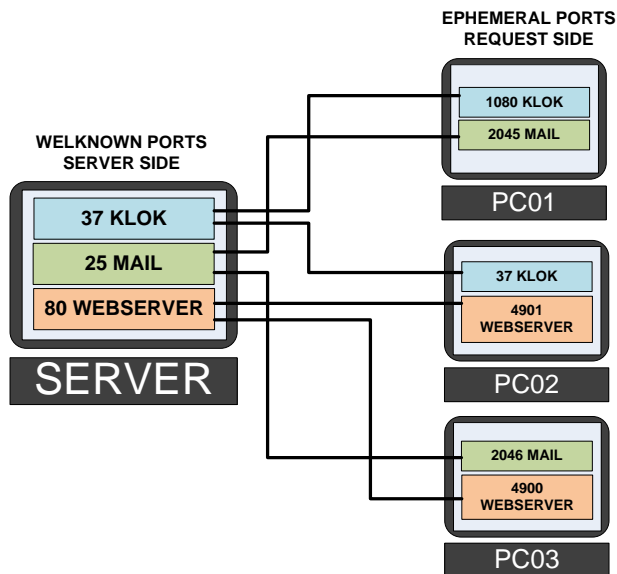 WELKNOWN PORTS
SERVER SIDE
37 KLOK
25 MAIL
80 WEBSERVER
SERVER
EPHEMERAL PORTS
REQUEST SIDE
1080 KLOK
2045 MAIL
PC01
37 KLOK
4901
WEBSERVER
PC02
2046 MAIL
4900
WEBSERVER
PC03